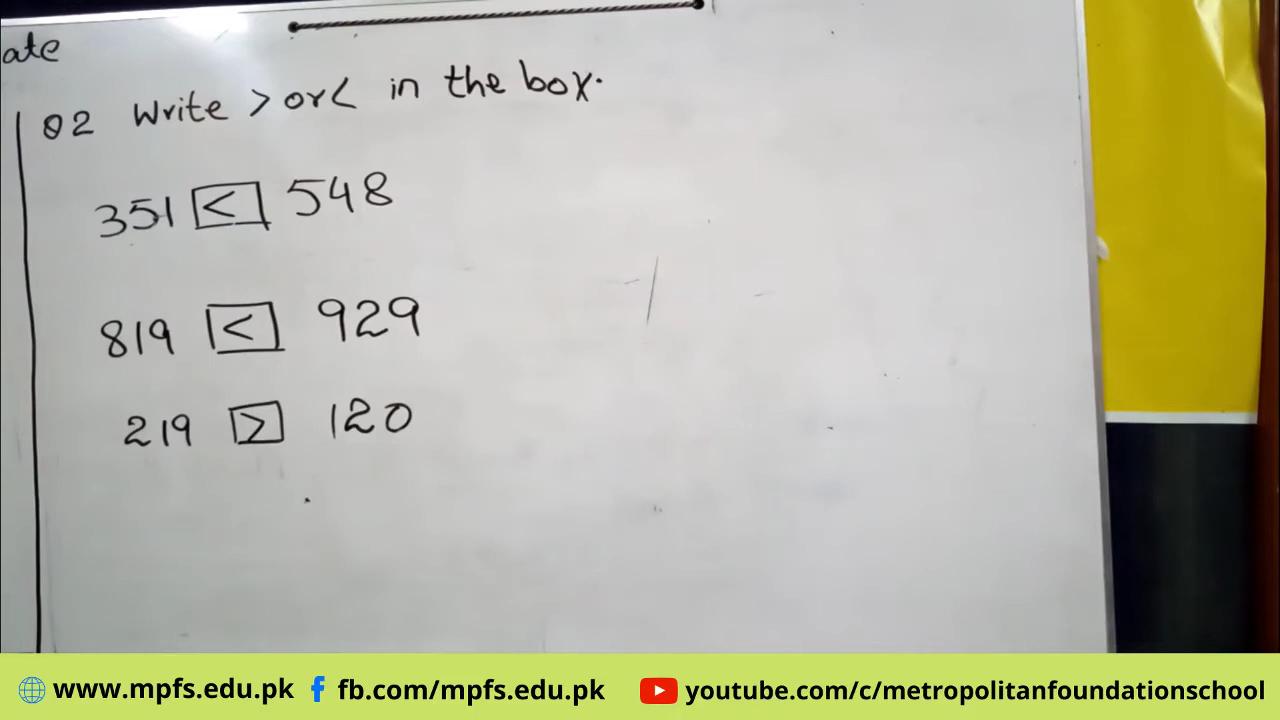 ate
Q2 Write > or < in the box.
351 < 548
819 < 929
219 > 120
www.mpfs.edu.pk fb.com/mpfs.edu.pk youtube.com/c/metropolitanfoundationschool